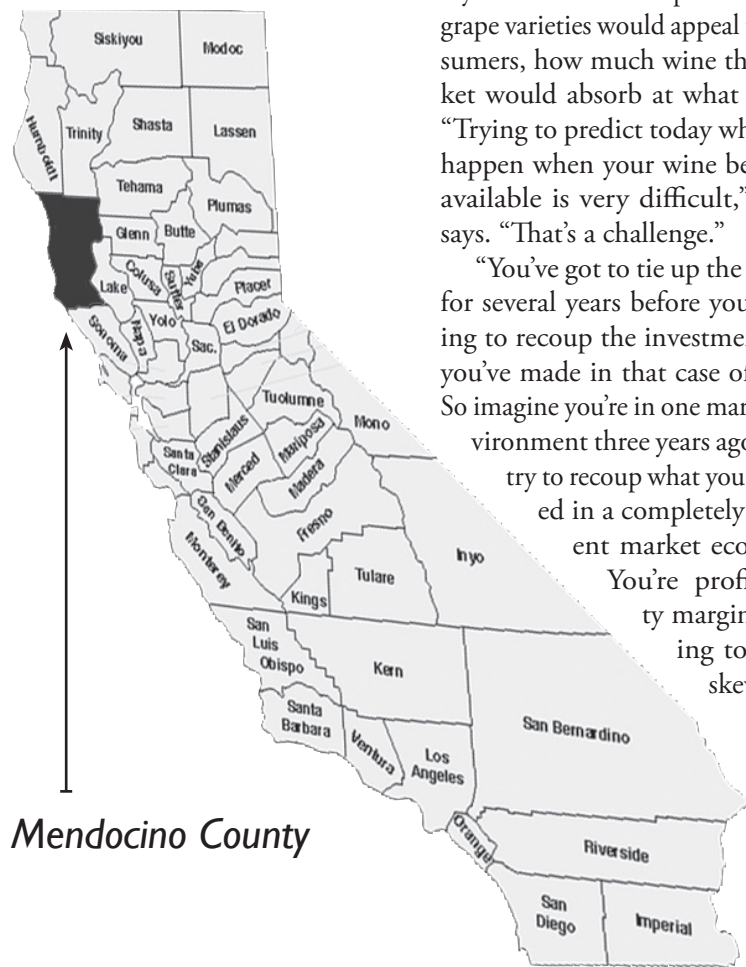 Siskiyou
Modoc
Humboldt
Trinity
Shasta
Lassen
Tehama
Plumas
Glenn
Butte
Lake
Colusa
Sutter
Yuba
Placer
Sonoma
Napa
Yolo
El Dorado
Sac.
Tuolumne
Mono
Stanislaus
Mariposa
Santa
Clara
Merced
Madera
San Benito
Fresno
Monterey
Inyo
Tulare
Kings
San
Luis
Obispo
Kern
Santa
Barbara
Ventura
Los
Angeles
San Bernardino
Orange
Riverside
San
Diego
Imperial
Mendocino County
grape varieties would appeal
sumers, how much wine th
ket would absorb at what
“Trying to predict today wh
happen when your wine be
available is very difficult,”
says. “That’s a challenge.”
“You’ve got to tie up the
for several years before you
ing to recoup the investme
you’ve made in that case of
So imagine you’re in one mar
vironment three years ago
try to recoup what you
ed in a completely
ent market eco
You’re profi
ty margin
ing to
ske